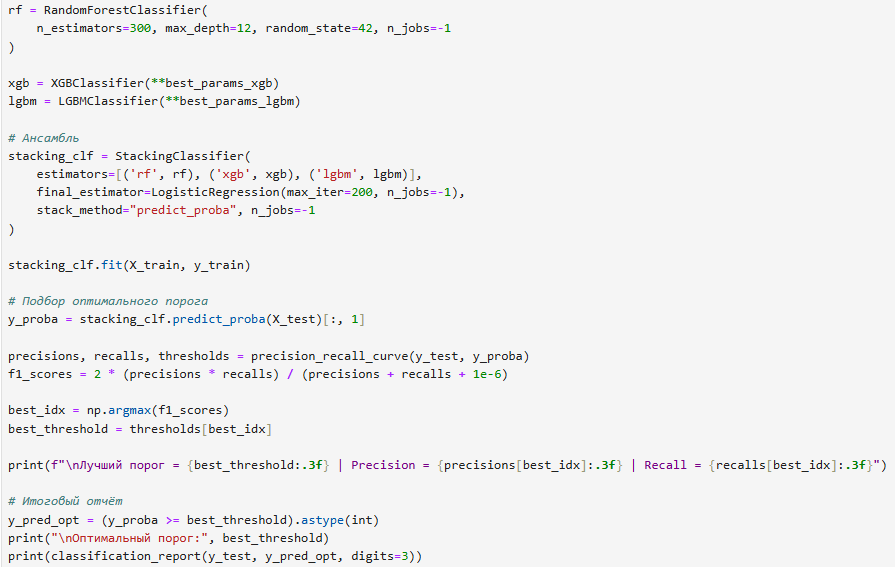 rf = RandomForestClassifier(
    n_estimators=300, max_depth=12, random_state=42, n_jobs=-1
)

xgb = XGBClassifier(**best_params_xgb)
lgbm = LGBMClassifier(**best_params_lgbm)

# Ансамбль
stacking_clf = StackingClassifier(
    estimators=[('rf', rf), ('xgb', xgb), ('lgbm', lgbm)],
    final_estimator=LogisticRegression(max_iter=200, n_jobs=-1),
    stack_method="predict_proba", n_jobs=-1
)

stacking_clf.fit(X_train, y_train)

# Подбор оптимального порога
y_proba = stacking_clf.predict_proba(X_test)[:, 1]

precisions, recalls, thresholds = precision_recall_curve(y_test, y_proba)
f1_scores = 2 * (precisions * recalls) / (precisions + recalls + 1e-6)

best_idx = np.argmax(f1_scores)
best_threshold = thresholds[best_idx]

print(f"\nЛучший порог = {best_threshold:.3f} | Precision = {precisions[best_idx]:.3f} | Recall = {recalls[best_idx]:.3f}")

# Итоговый отчёт
y_pred_opt = (y_proba >= best_threshold).astype(int)
print("\nОптимальный порог:", best_threshold)
print(classification_report(y_test, y_pred_opt, digits=3))